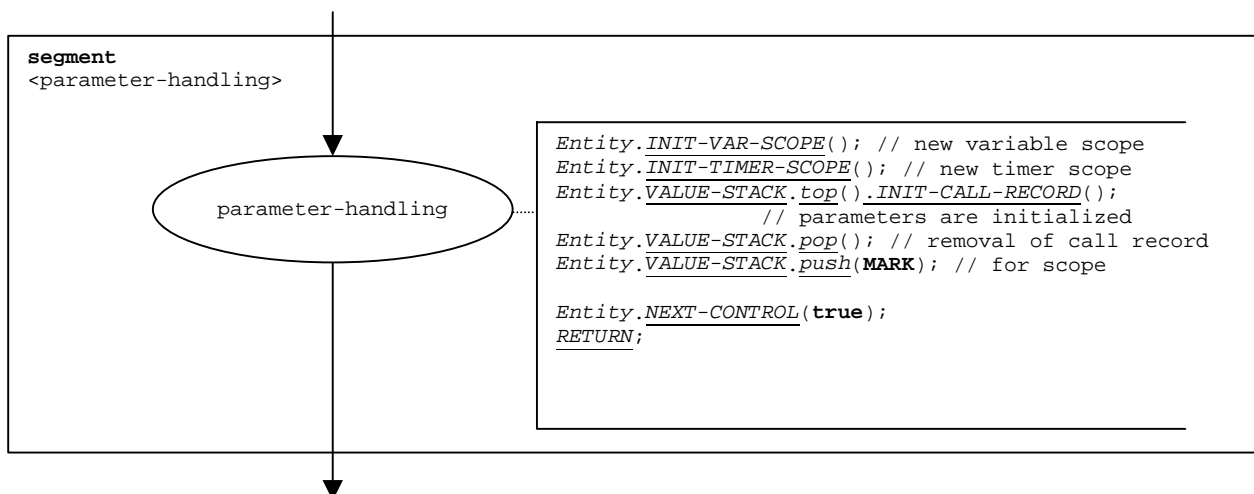 segment
<parameter-handling>
parameter-handling
Entity.INIT-VAR-SCOPE(); // new variable scope
Entity.INIT-TIMER-SCOPE(); // new timer scope
Entity.VALUE-STACK.top().INIT-CALL-RECORD();
// parameters are initialized
Entity.VALUE-STACK.pop(); // removal of call record
Entity.VALUE-STACK.push(MARK); // for scope
Entity.NEXT-CONTROL(true);
RETURN;